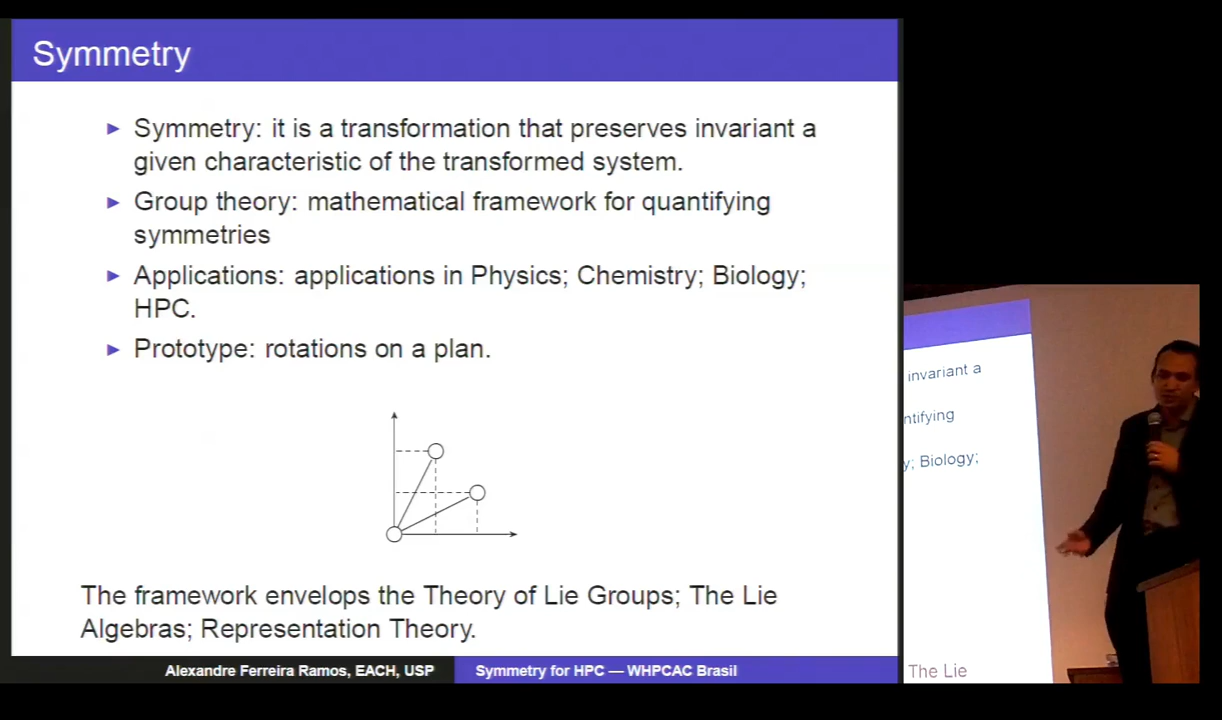 Symmetry
Symmetry: it is a transformation that preserves invariant a
given characteristic of the transformed system.
Group theory: mathematical framework for quantifying
symmetries
Applications: applications in Physics; Chemistry; Biology;
HPC.
Prototype: rotations on a plan.
The framework envelops the Theory of Lie Groups; The Lie
Algebras; Representation Theory.
Alexandre Ferreira Ramos, EACH, USP
Symmetry for HPC — WHPCAC Brasil
invariant a
ntifying
y; Biology;
The Lie